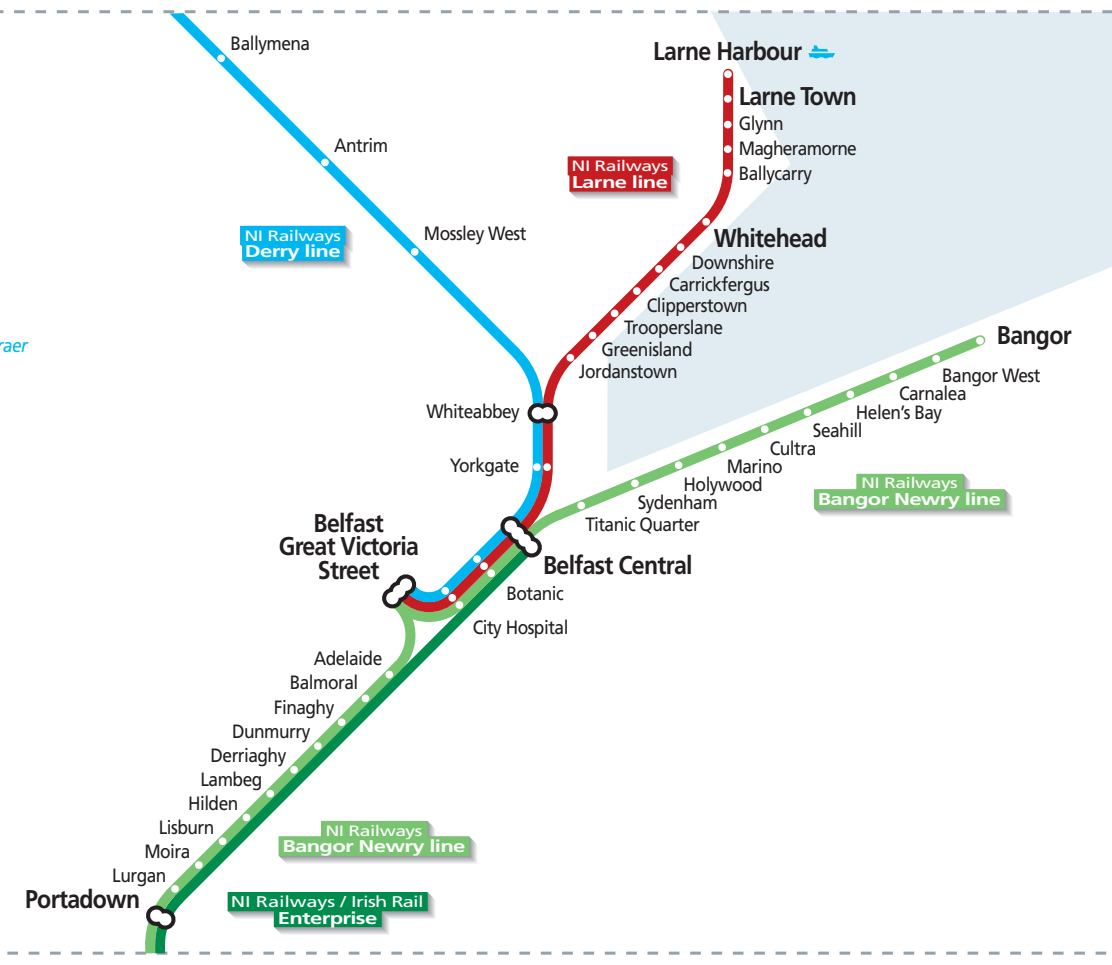 Ballymena
Larne Harbour
Larne Town
Glynn
Antrim
Magheramorne
NI Railways
Larne line
Ballycarry
Mossley West
NI Railways
Derry line
Whitehead
Downshire
Carrickfergus
Clipperstown
Trooperslane
Greenisland
Jordanstown
raer
Bangor
Bangor West
Carnalea
Helen's Bay
Seahill
Cultra
Marino
Holywood
Sydenham
Titanic Quarter
NI Railways
Bangor Newry line
Whiteabbey
Yorkgate
Belfast
Great Victoria
Street
Belfast Central
Botanic
City Hospital
Adelaide
Balmoral
Finaghy
Dunmurry
Derriaghy
Lambeg
Hilden
Lisburn
Moira
Lurgan
Portadown
NI Railways
Bangor Newry line
NI Railways / Irish Rail
Enterprise